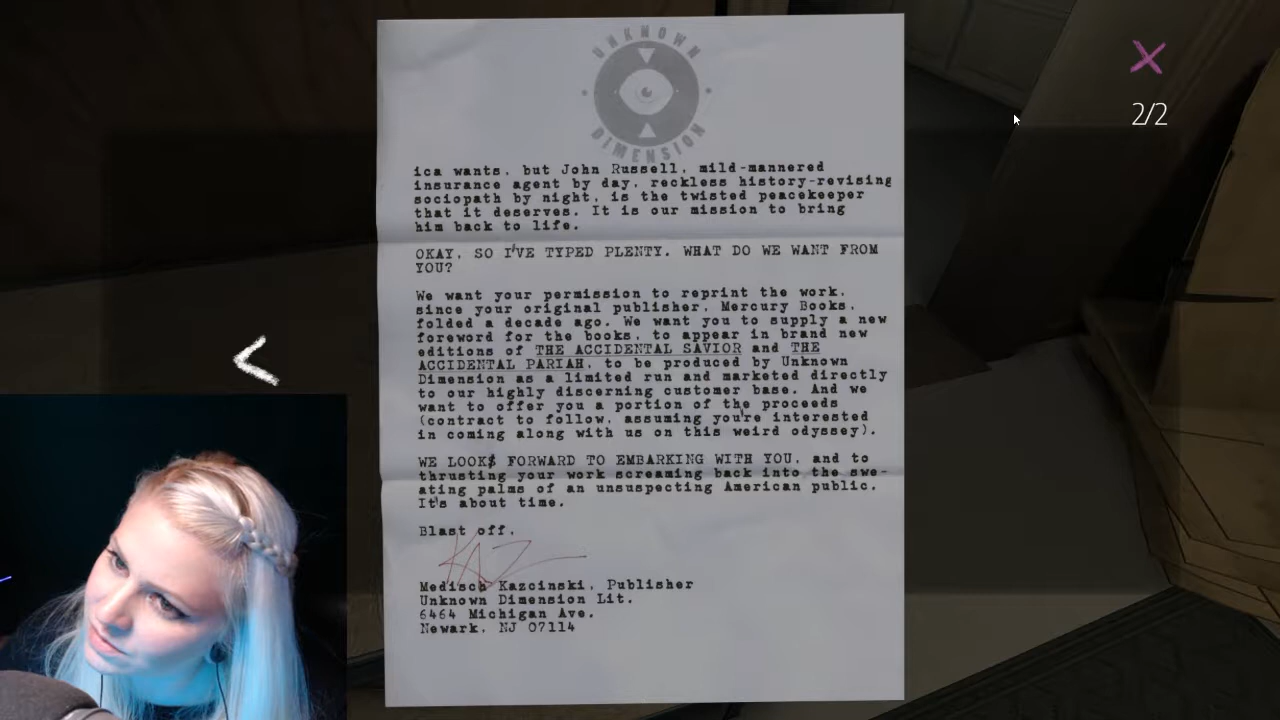 UNKNOWN
DIMENSION
2/2
ica wants, but John Russell, mild-mannered
insurance agent by day, reckless history-revising
sociopath by night, is the twisted peacekeeper
that it deserves. It is our mission to bring
him back to life.
OKAY, SO I'VE TYPED PLENTY. WHAT DO WE WANT FROM
YOU?
We want your permission to reprint the work,
since your original publisher, Mercury Books,
folded a decade ago. We want you to supply a new
foreword for the books, to appear in brand new
editions of THE ACCIDENTAL SAVIOR and THE
ACCIDENTAL PARIAH, to be produced by Unknown
Dimension as a limited run and marketed directly
to our highly discerning customer base. And we
want to offer you a portion of the proceeds
(contract to follow, assuming you're interested
in coming along with us on this weird odyssey).
WE LOOK$ FORWARD TO EMBARKING WITH YOU, and to
thrusting your work screaming back into the swe-
ating palms of an unsuspecting American public.
It's about time.
Blast off,
KAZ
Medisch Kazcinski, Publisher
Unknown Dimension Lit.
6464 Michigan Ave.
Newark, NJ 07114